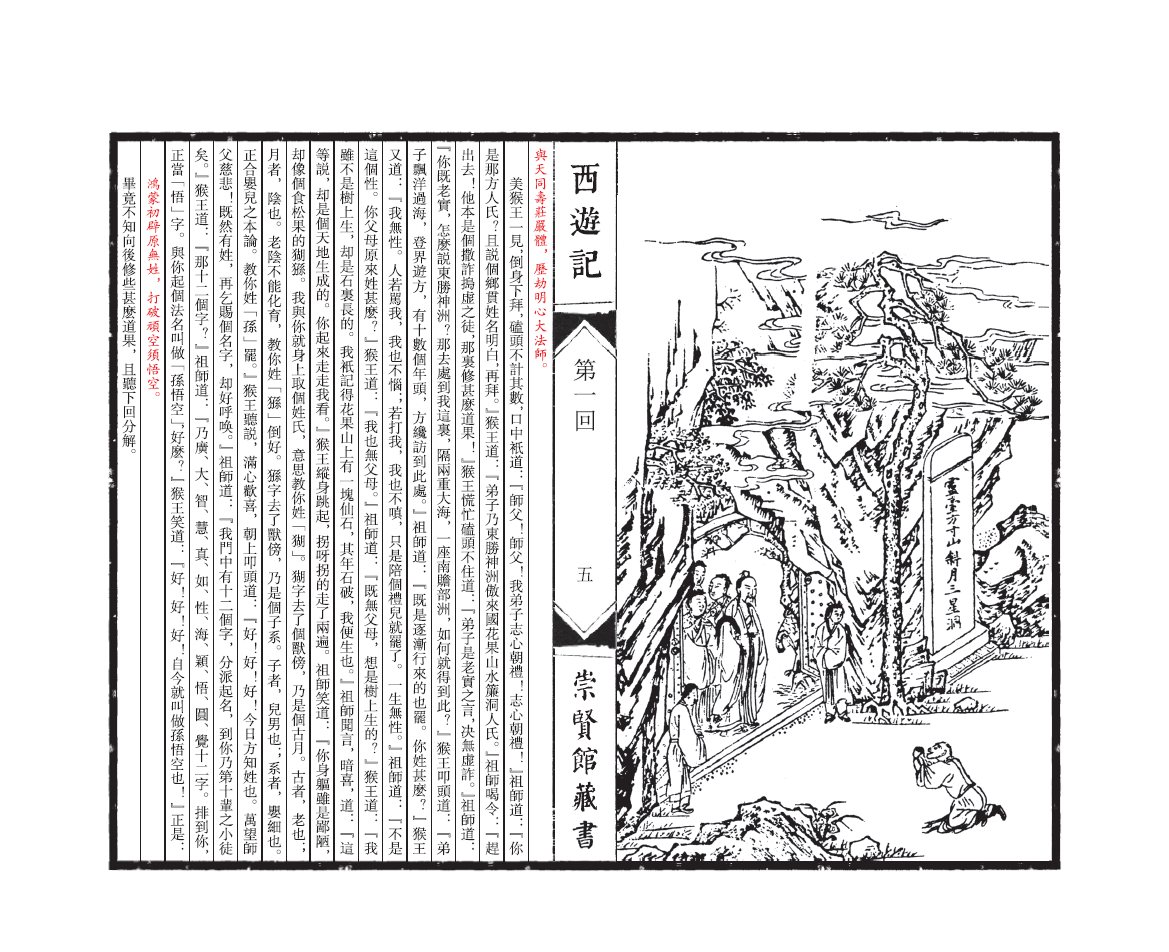 靈臺方寸山斜月三星洞
西遊記
第一回
五
崇賢館藏書
與天同壽莊嚴體，歷劫明心大法師。
美猴王一見，倒身下拜，磕頭不計其數，口中衹道：『師父！師父！我弟子志心朝禮！志心朝禮！』祖師道：『你
是那方人氏？且説個鄉貫姓名明白，再拜。』猴王道：『弟子乃東勝神洲傲來國花果山水簾洞人氏。』祖師喝令：『趕
出去！他本是個撒詐搗虛之徒，那裏修甚麽道果！』猴王慌忙磕頭不住道：『弟子是老實之言，決無虛詐。』祖師道：
『你既老實，怎麽説東勝神洲？那去處到我這裏，隔兩重大海，一座南贍部洲，如何就得到此？』猴王叩頭道：『弟
子飄洋過海，登界遊方，有十數個年頭，方纔訪到此處。』祖師道：『既是逐漸行來的也罷。你姓甚麽？』猴王
又道：『我無性。人若罵我，我也不惱；若打我，我也不嗔，只是陪個禮兒就罷了。一生無性。』祖師道：『不是
這個性。你父母原來姓甚麽？』猴王道：『我也無父母。』祖師道：『既無父母，想是樹上生的？』猴王道：『我
雖不是樹上生，却是石裏長的。我衹記得花果山上有一塊仙石，其年石破，我便生也。』祖師聞言，暗喜，道：『這
等説，却是個天地生成的。你起來走走我看。』猴王縱身跳起，拐呀拐的走了兩遍。祖師笑道：『你身軀雖是鄙陋，
却像個食松果的猢猻。我與你就身上取個姓氏，意思教你姓「猢」。猢字去了個獸傍，乃是個古月。古者，老也；
月者，陰也。老陰不能化育，教你姓「猻」倒好。猻字去了獸傍，乃是個子系。子者，兒男也；系者，嬰細也。
正合嬰兒之本論。教你姓「孫」罷。』猴王聽説，滿心歡喜，朝上叩頭道：『好！好！好！今日方知姓也。萬望師
父慈悲！既然有姓，再乞賜個名字，却好呼喚。』祖師道：『我門中有十二個字，分派起名，到你乃第十輩之小徒
矣。』猴王道：『那十二個字？』祖師道：『乃廣、大、智、慧、真、如、性、海、穎、悟、圓、覺十二字。排到你，
正當「悟」字。與你起個法名叫做「孫悟空」，好麽？』猴王笑道：『好！好！好！自今就叫做孫悟空也！』正是：
鴻蒙初辟原無姓，打破頑空須悟空。
畢竟不知向後修些甚麽道果，且聽下回分解。